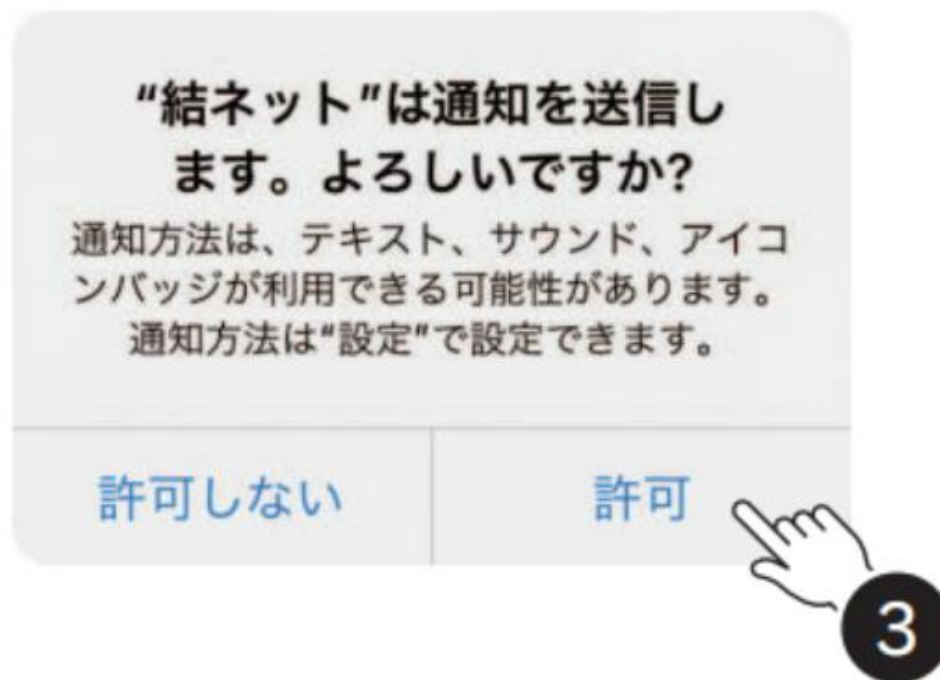 “結ネット”は通知を送信し
ます。よろしいですか?
通知方法は、テキスト、サウンド、アイコ
ンバッジが利用できる可能性があります。
通知方法は“設定”で設定できます。
許可しない
許可
3